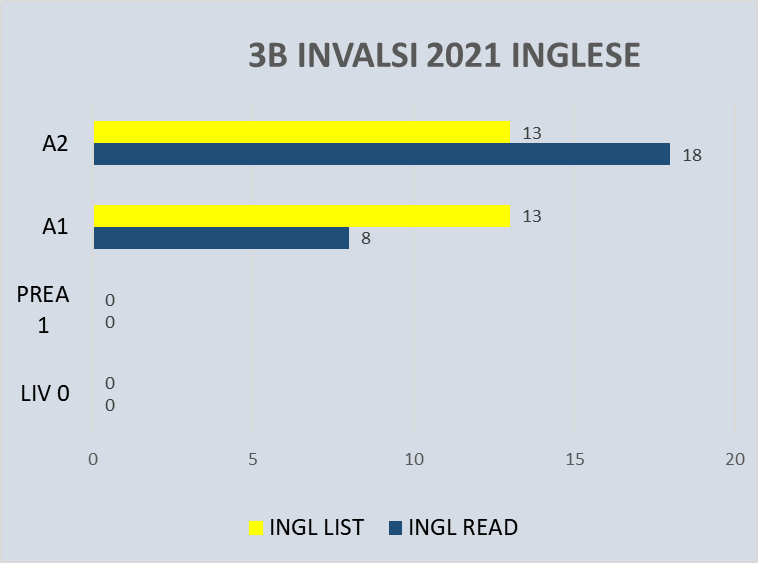 3B INVALSI 2021 INGLESE
A2
13
18
A1
13
8
PREA
1
0
0
LIV 0
0
0
0 5 10 15 20
INGL LIST INGL READ